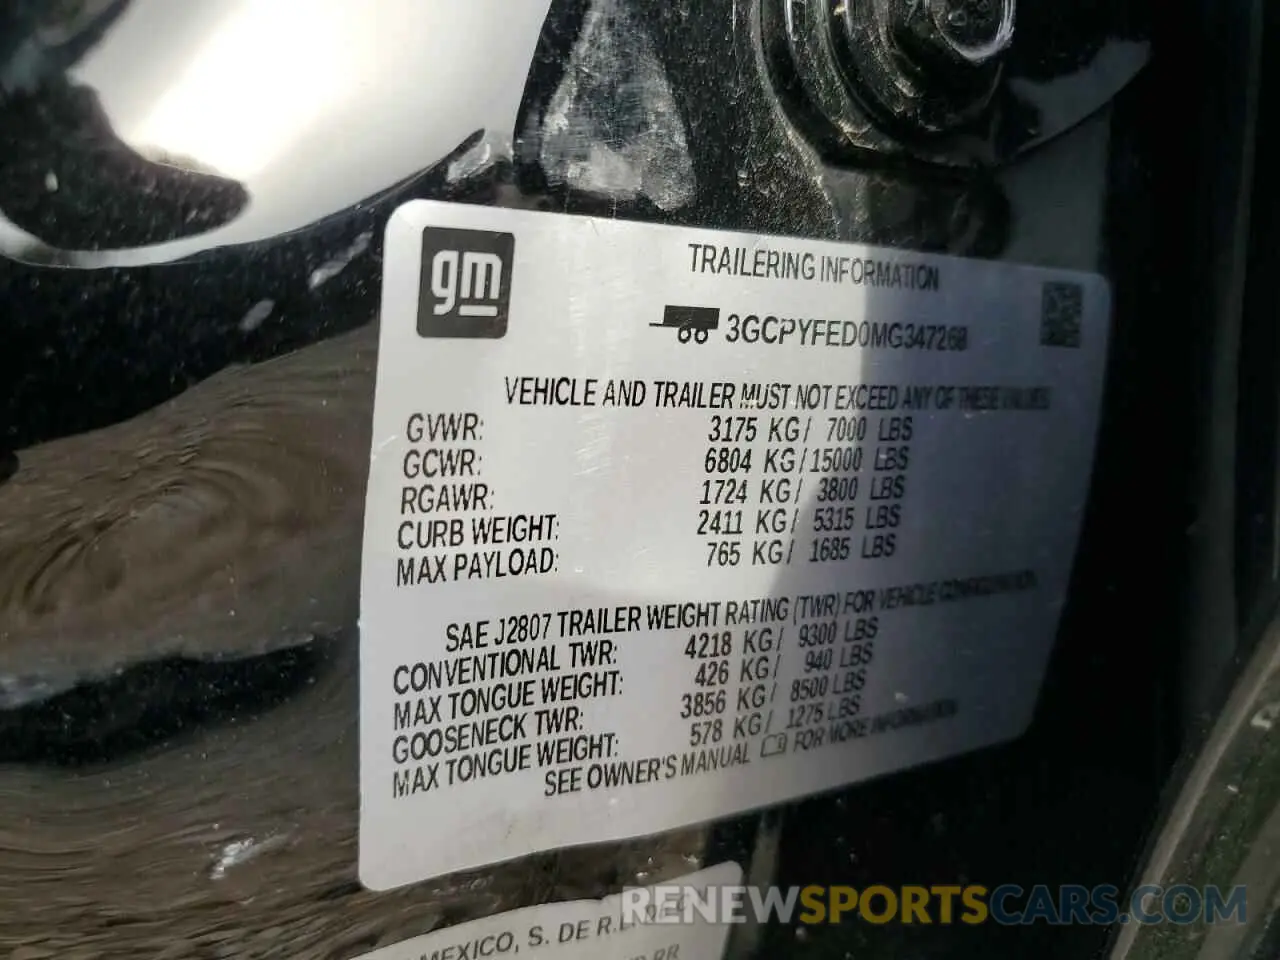 gm
TRAILERING INFORMATION
3GCPYFED0MG347268
VEHICLE AND TRAILER MUST NOT EXCEED ANY OF THESE VALUES
GVWR: 3175 KG/ 7000 LBS
GCWR: 6804 KG/15000 LBS
RGAWR: 1724 KG/ 3800 LBS
CURB WEIGHT: 2411 KG/ 5315 LBS
MAX PAYLOAD: 765 KG/ 1685 LBS
SAE J2807 TRAILER WEIGHT RATING (TWR) FOR VEHICLE CONFIGURATION
CONVENTIONAL TWR: 4218 KG/ 9300 LBS
MAX TONGUE WEIGHT: 426 KG/ 940 LBS
GOOSENECK TWR: 3856 KG/ 8500 LBS
MAX TONGUE WEIGHT: 578 KG/ 1275 LBS
SEE OWNER'S MANUAL FOR MORE INFORMATION
MEXICO, S. DE R.L.
RR
RENEWSPORTSCARS.COM